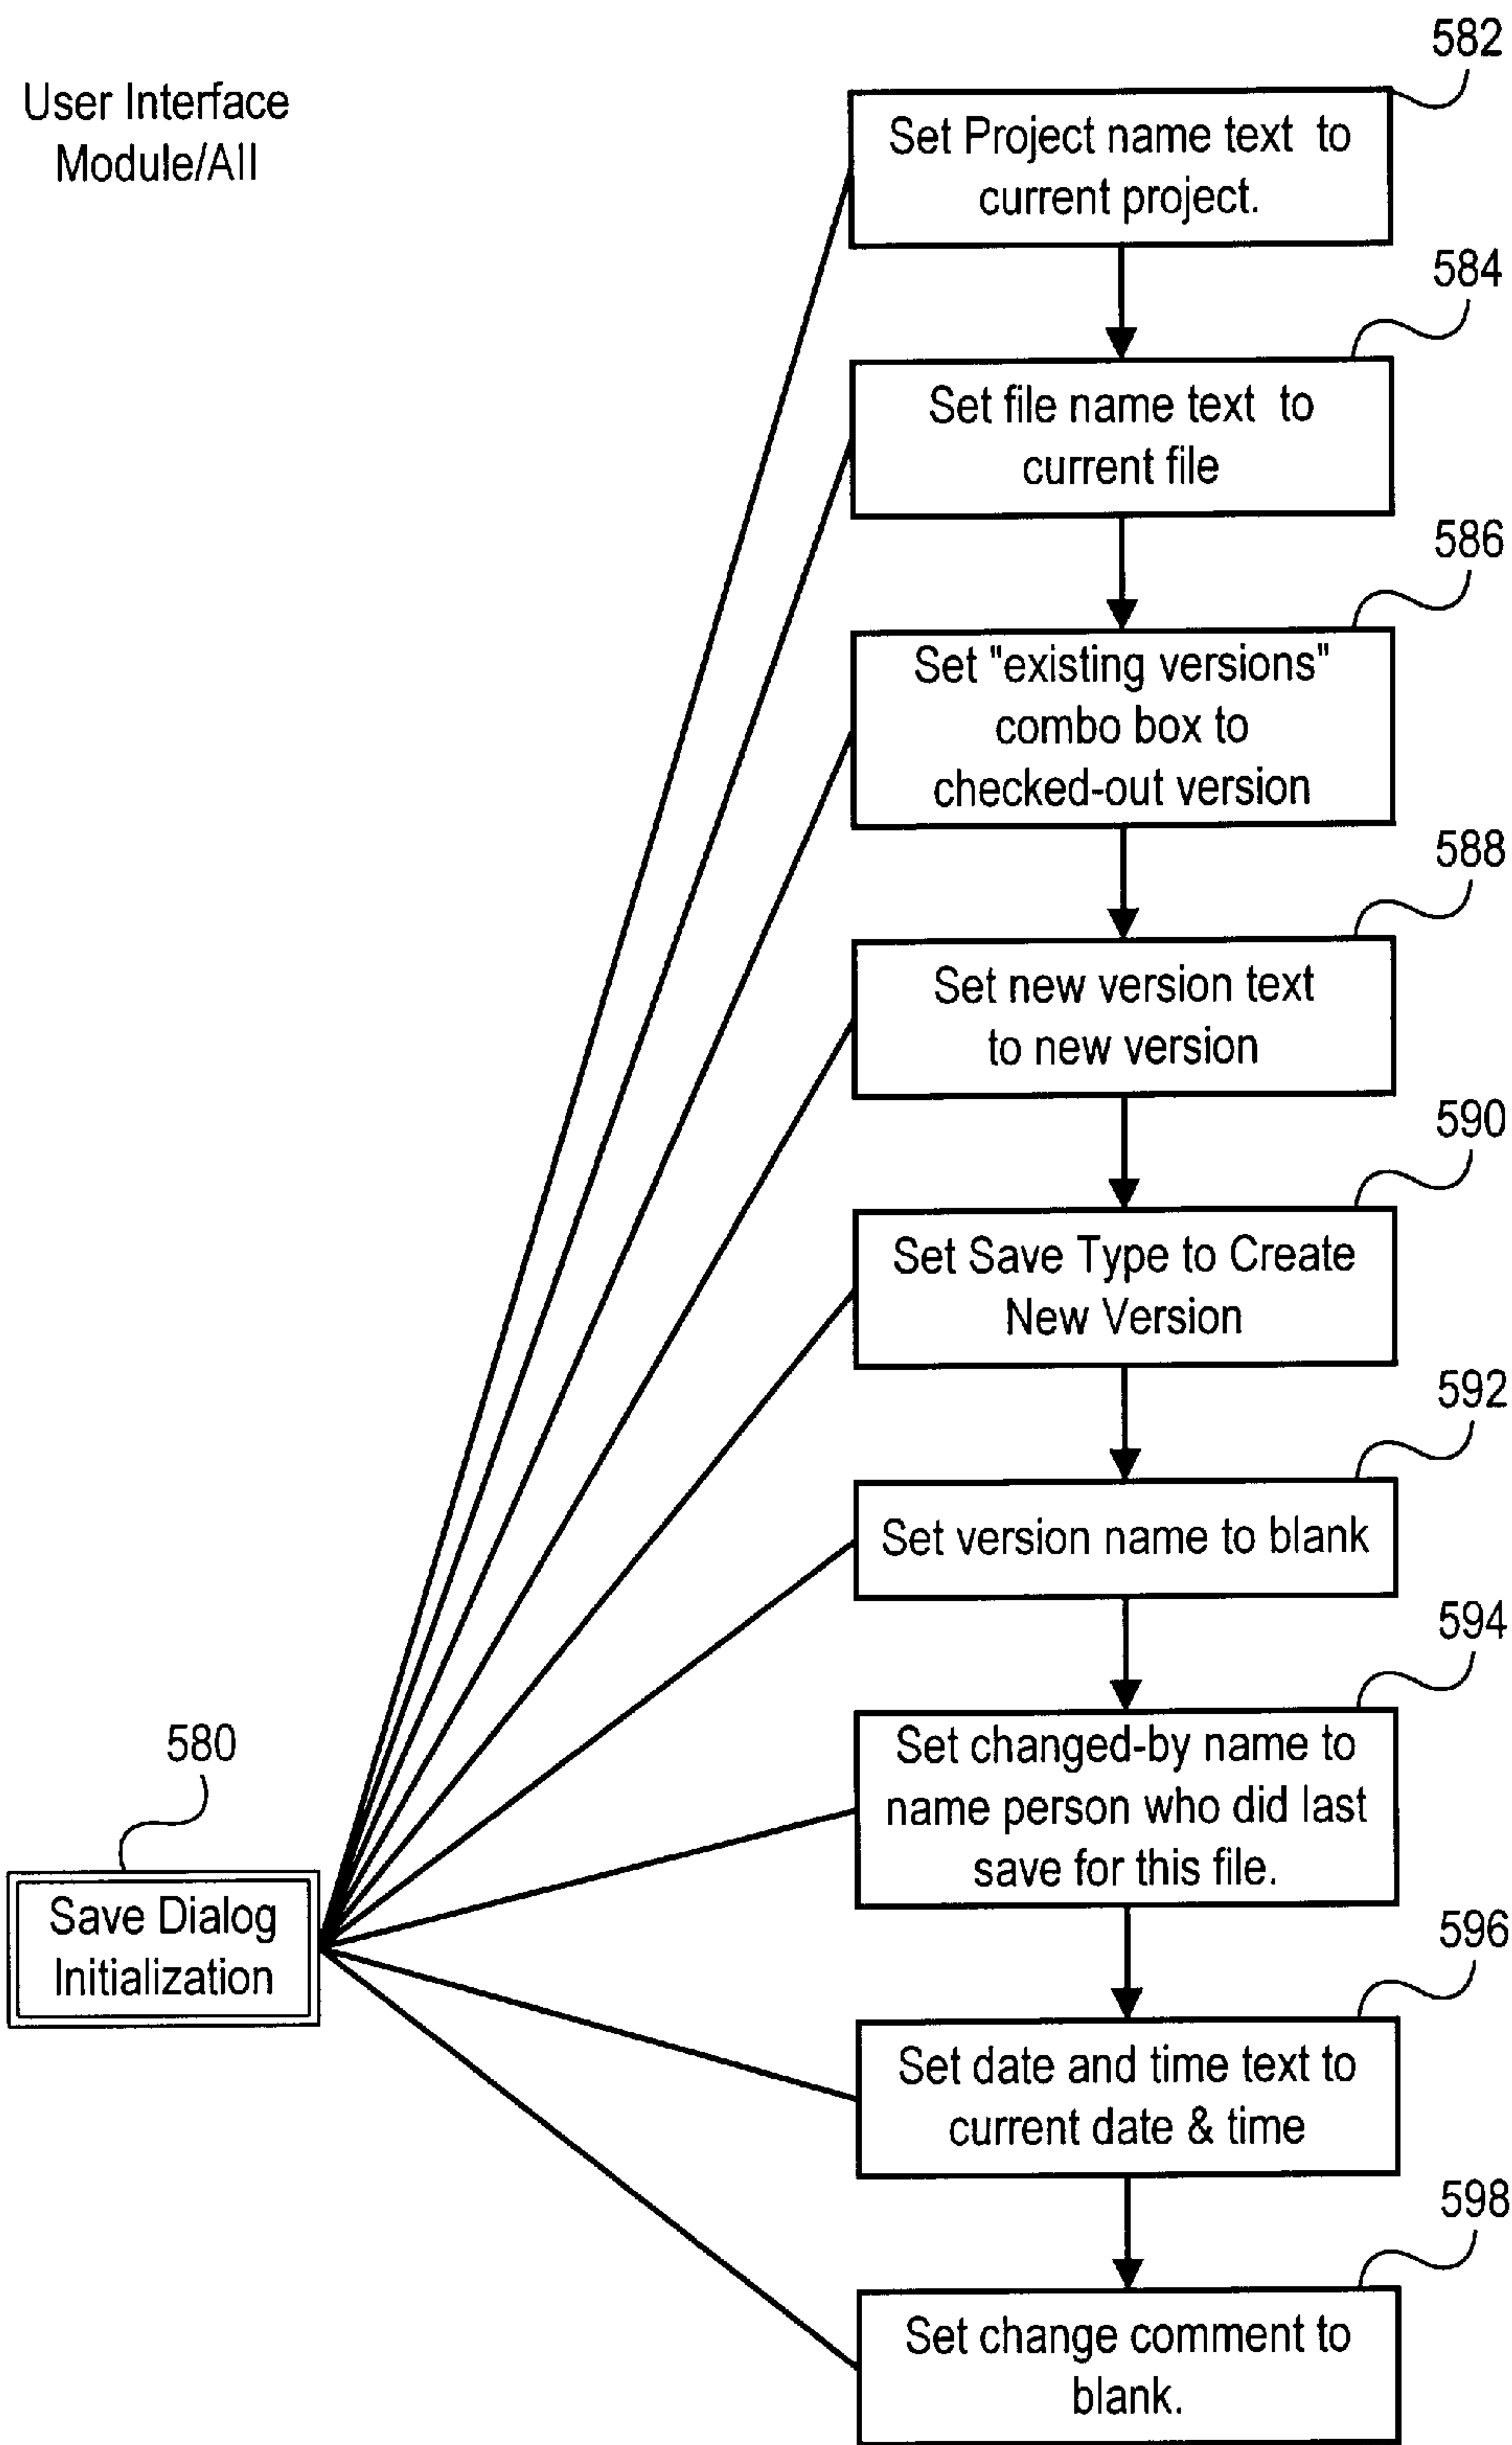 User Interface
Module/All
582
Set Project name text to
current project.
584
Set file name text to
current file
586
Set "existing versions"
combo box to
checked-out version
588
Set new version text
to new version
590
Set Save Type to Create
New Version
592
Set version name to blank
594
Set changed-by name to
name person who did last
save for this file.
580
Save Dialog
Initialization
596
Set date and time text to
current date & time
598
Set change comment to
blank.